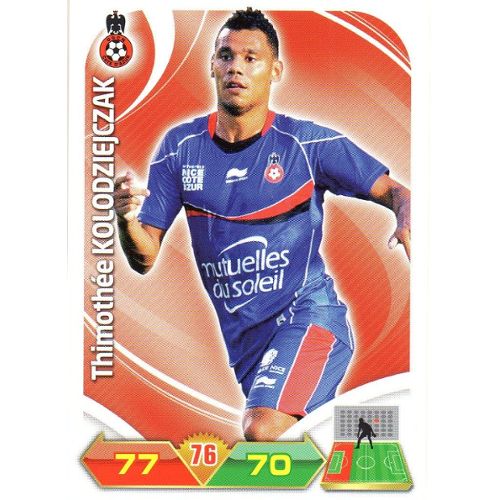 Thimothée KOLODZIEJCZAK
NICE
COTE
D'AZUR
mutuelles
du soleil
77
76
70